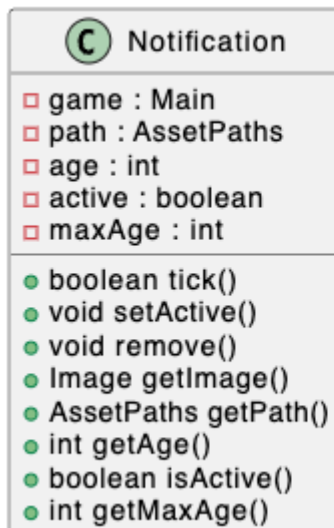 C Notification
game : Main
path : AssetPaths
age : int
active : boolean
maxAge : int
boolean tick()
void setActive()
void remove()
Image getImage()
AssetPaths getPath()
int getAge()
boolean isActive()
int getMaxAge()